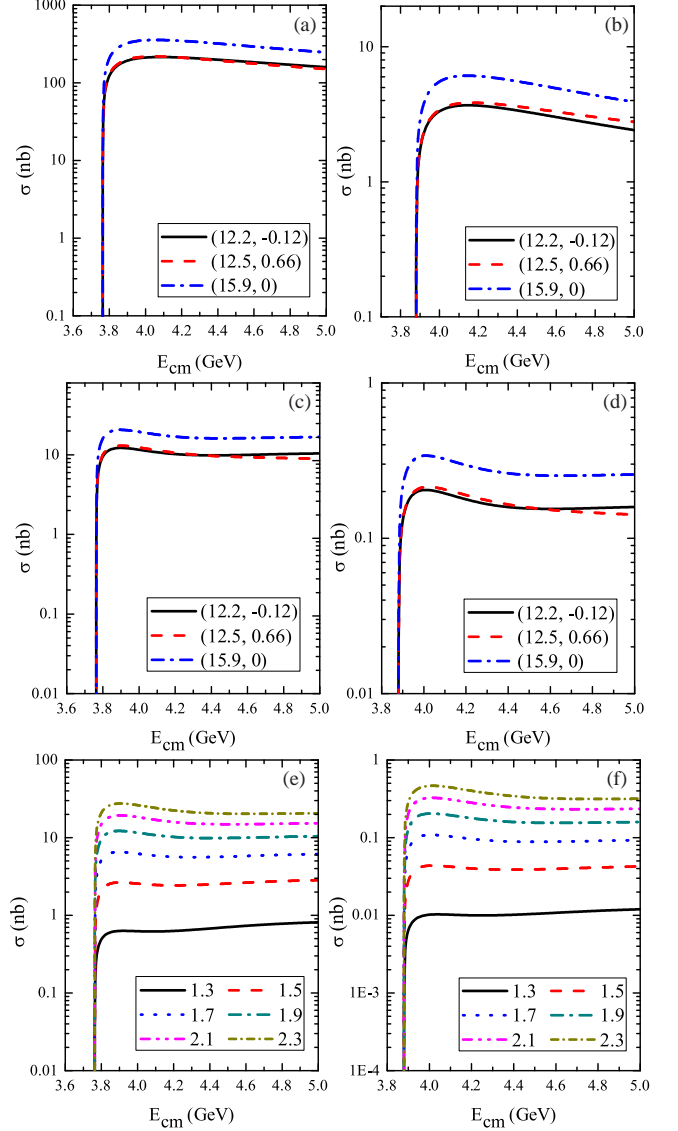 (a)
1000
100
10
1
0.1
σ (nb)
(12.2, -0.12)
(12.5, 0.66)
(15.9, 0)
3.6 3.8 4.0 4.2 4.4 4.6 4.8 5.0
E_cm (GeV)
(b)
10
1
0.1
σ (nb)
(12.2, -0.12)
(12.5, 0.66)
(15.9, 0)
3.8 4.0 4.2 4.4 4.6 4.8 5.0
E_cm (GeV)
(c)
10
1
0.1
0.01
σ (nb)
(12.2, -0.12)
(12.5, 0.66)
(15.9, 0)
3.6 3.8 4.0 4.2 4.4 4.6 4.8 5.0
E_cm (GeV)
(d)
1
0.1
0.01
σ (nb)
(12.2, -0.12)
(12.5, 0.66)
(15.9, 0)
3.8 4.0 4.2 4.4 4.6 4.8 5.0
E_cm (GeV)
(e)
100
10
1
0.1
0.01
σ (nb)
1.3 1.5
1.7 1.9
2.1 2.3
3.6 3.8 4.0 4.2 4.4 4.6 4.8 5.0
E_cm (GeV)
(f)
1
0.1
0.01
1E-3
1E-4
σ (nb)
1.3 1.5
1.7 1.9
2.1 2.3
3.8 4.0 4.2 4.4 4.6 4.8 5.0
E_cm (GeV)